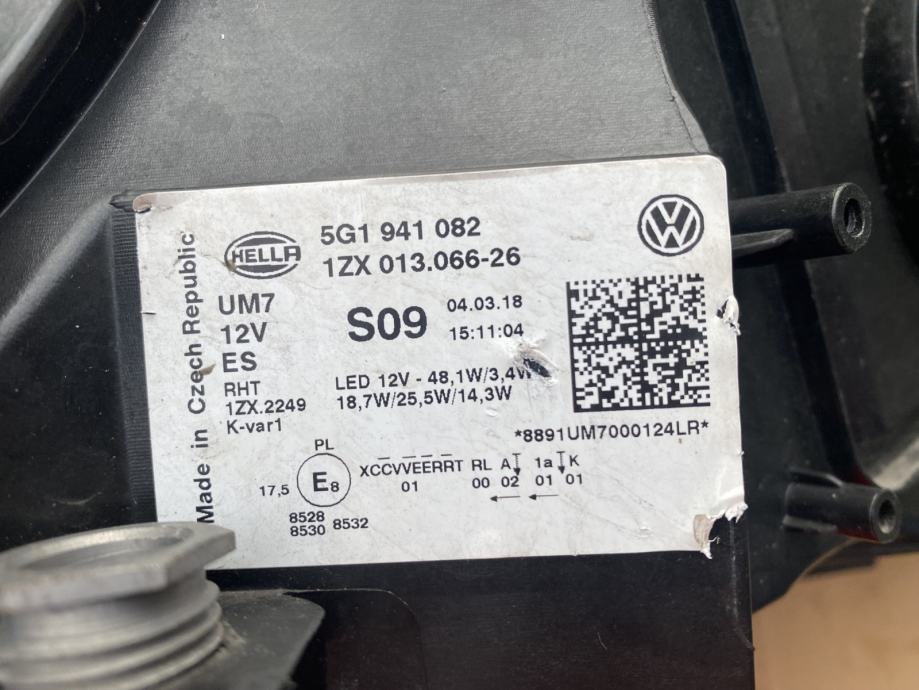 Made in Czech Republic
HELLA
5G1 941 082
1ZX 013.066-26
VW
UM7
12V
ES
RHT
1ZX.2249
K-var1
S09
04.03.18
15:11:04
LED 12V - 48,1W/3,4W
18,7W/25,5W/14,3W
*8891UM7000124LR*
PL
17,5 E8
8528
8530 8532
XCCVVEERRT RL A 1a K
01 00 02 01 01